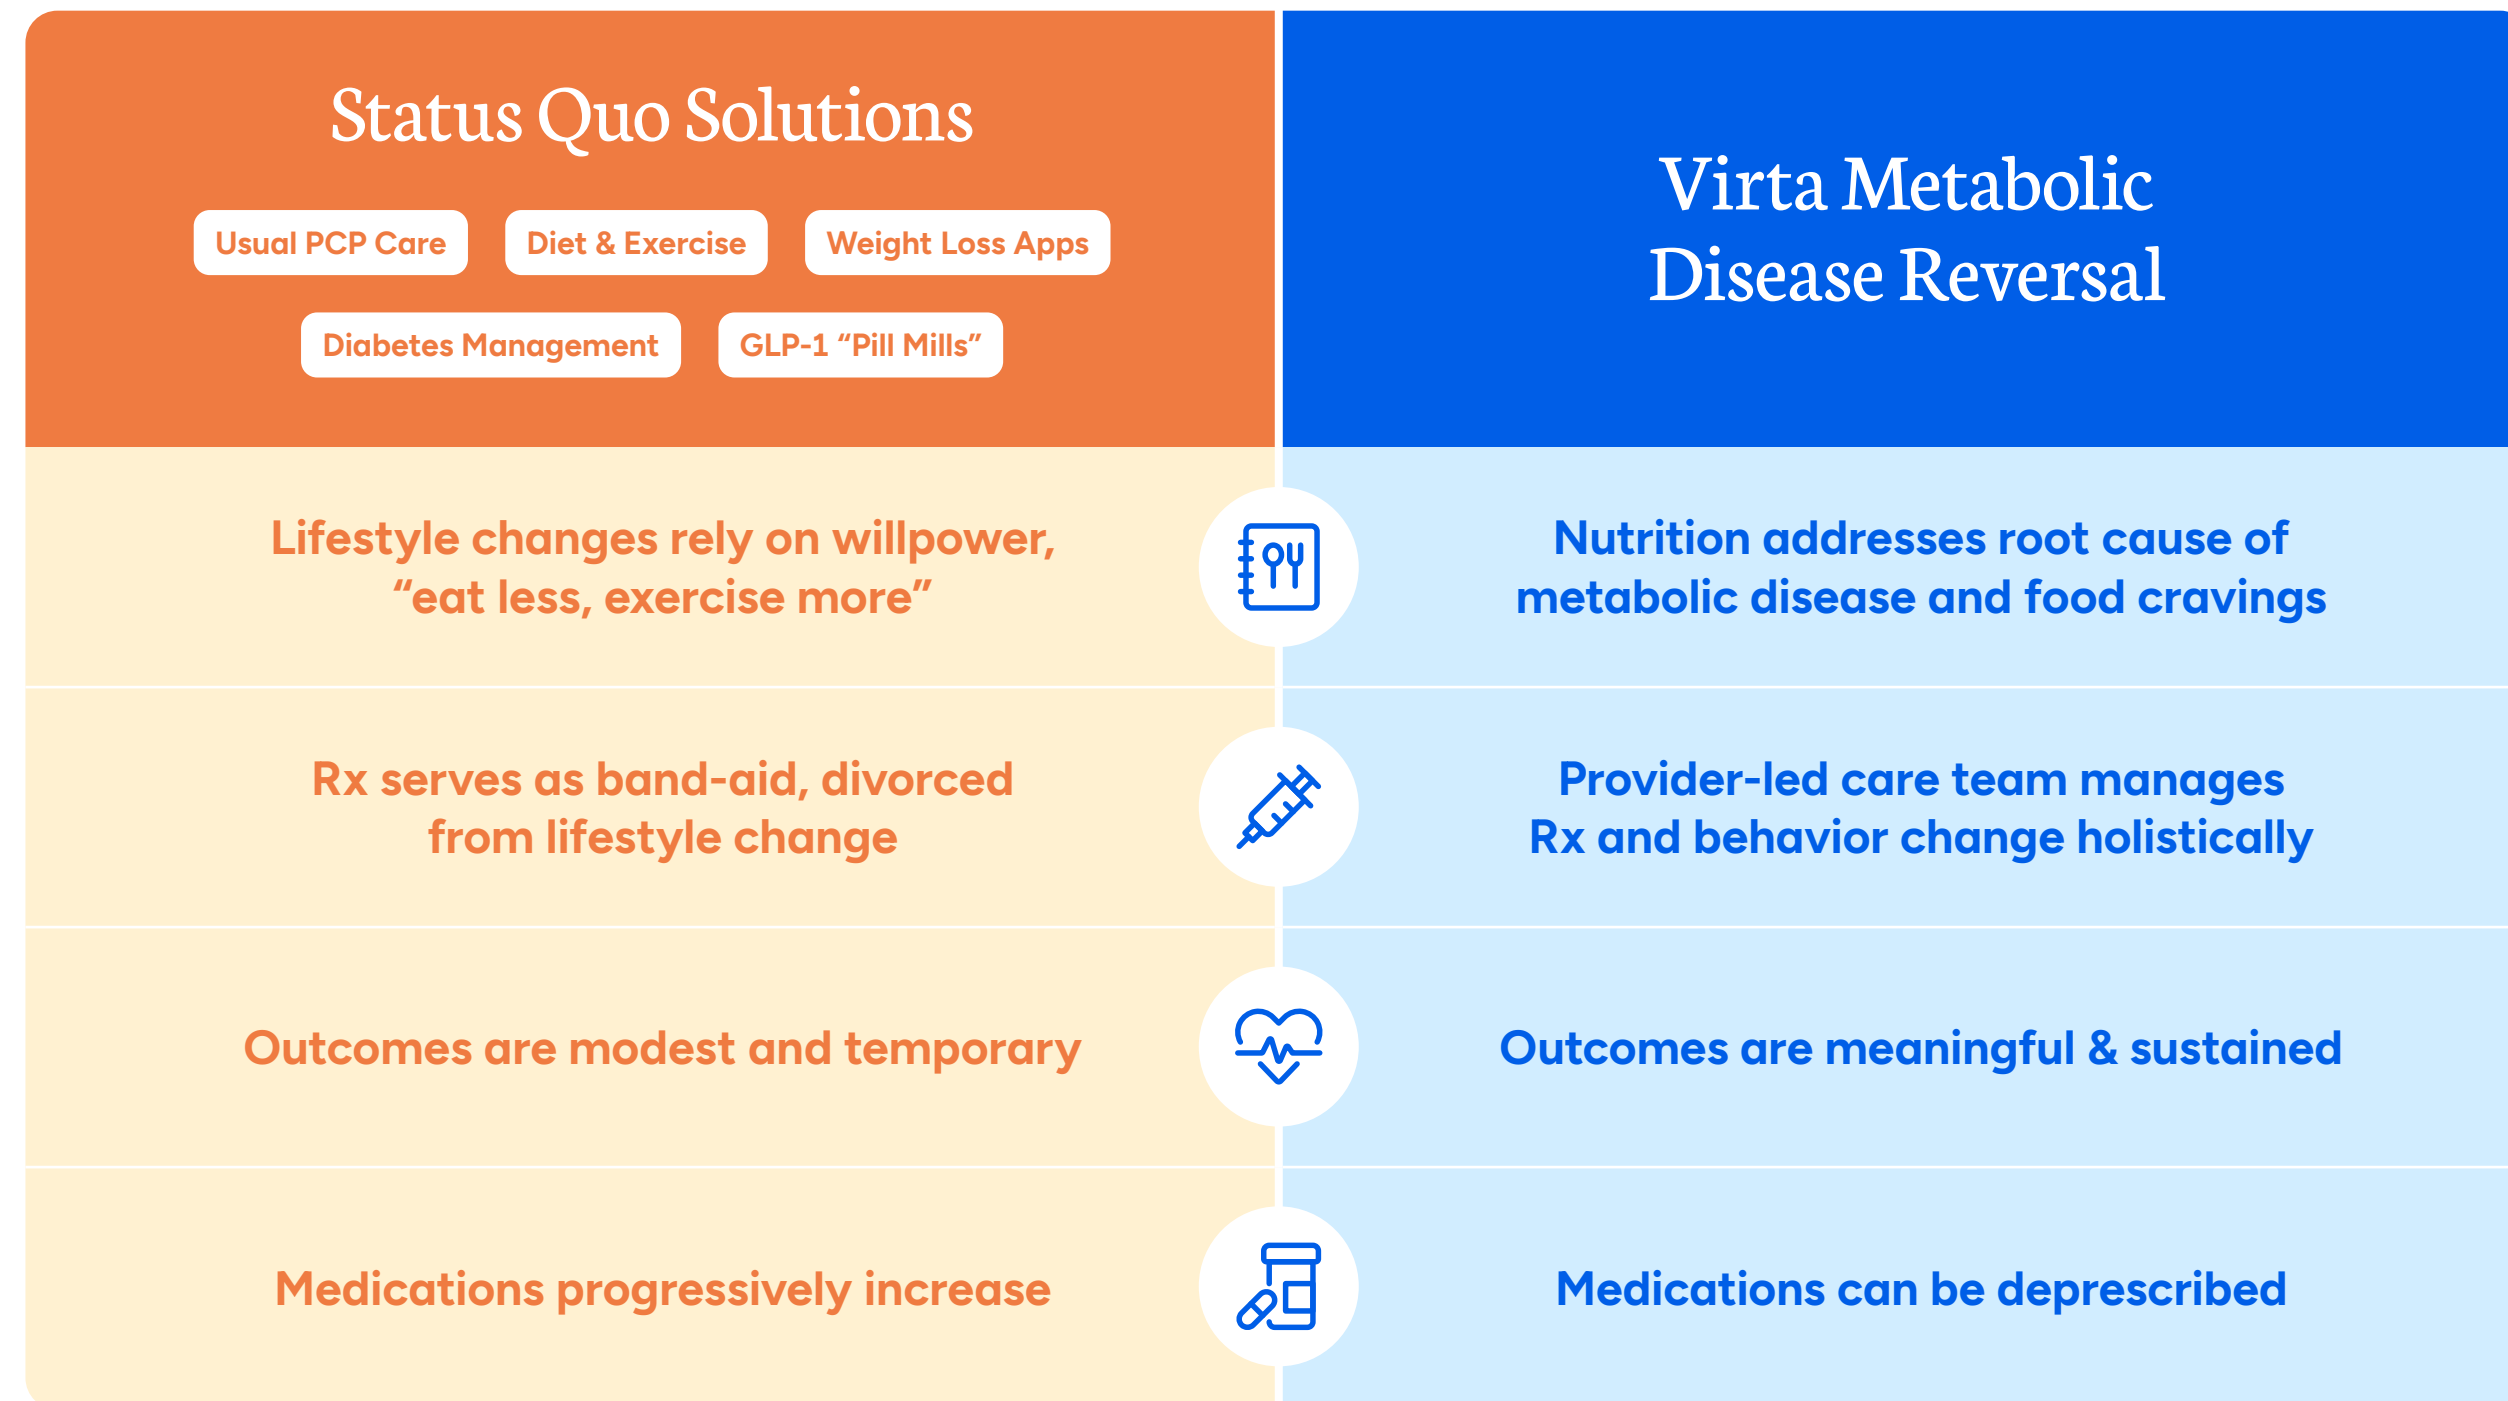 Status Quo Solutions
Usual PCP Care
Diet & Exercise
Weight Loss Apps
Diabetes Management
GLP-1 “Pill Mills”
Virta Metabolic
Disease Reversal
Lifestyle changes rely on willpower,
“eat less, exercise more”
Nutrition addresses root cause of
metabolic disease and food cravings
Rx serves as band-aid, divorced
from lifestyle change
Provider-led care team manages
Rx and behavior change holistically
Outcomes are modest and temporary
Outcomes are meaningful & sustained
Medications progressively increase
Medications can be deprescribed